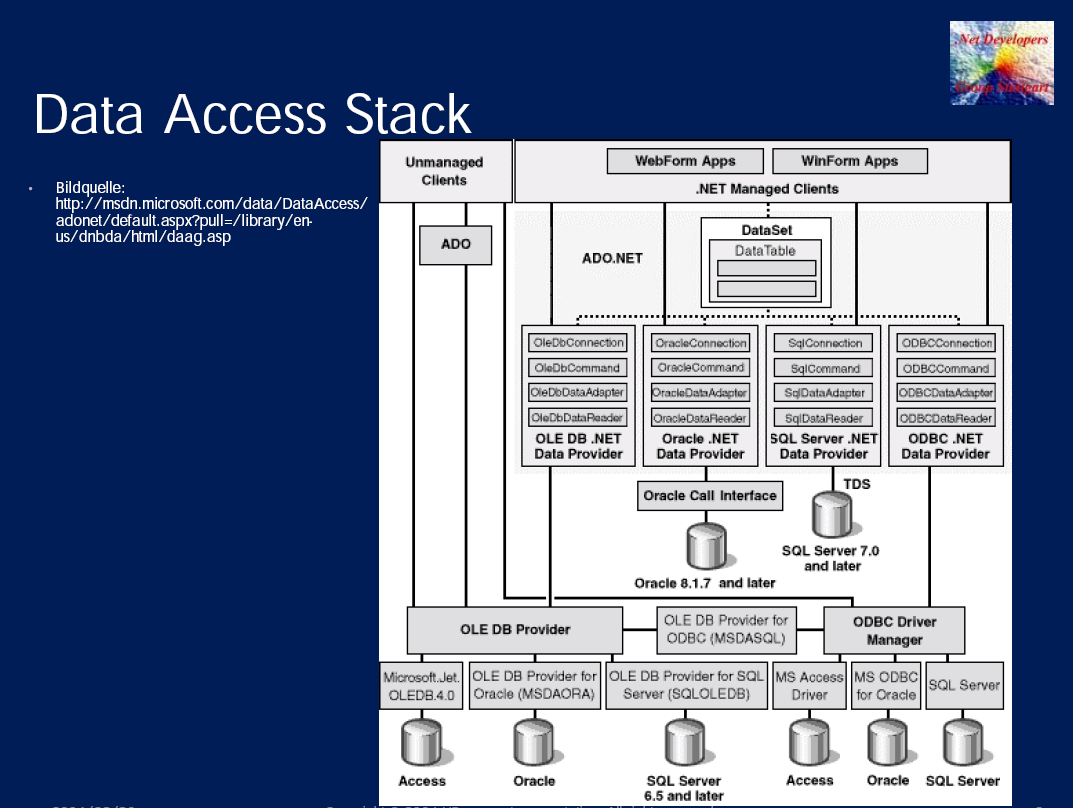 .Net Developers
Group Stuttgart
Data Access Stack
• Bildquelle:
http://msdn.microsoft.com/data/DataAccess/
adonet/default.aspx?pull=/library/en-
us/dnbda/html/daag.asp
Unmanaged
Clients
WebForm Apps
WinForm Apps
.NET Managed Clients
ADO
ADO.NET
DataSet
DataTable
OleDbConnection
OleDbCommand
OleDbDataAdapter
OleDbDataReader
OLE DB .NET
Data Provider
OracleConnection
OracleCommand
OracleDataAdapter
OracleDataReader
Oracle .NET
Data Provider
SqlConnection
SqlCommand
SqlDataAdapter
SqlDataReader
SQL Server .NET
Data Provider
ODBCConnection
ODBCCommand
ODBCDataAdapter
ODBCDataReader
ODBC .NET
Data Provider
Oracle Call Interface
TDS
Oracle 8.1.7 and later
SQL Server 7.0
and later
OLE DB Provider
OLE DB Provider for
ODBC (MSDASQL)
ODBC Driver
Manager
Microsoft.Jet.
OLEDB.4.0
OLE DB Provider for
Oracle (MSDAORA)
OLE DB Provider for SQL
Server (SQLOLEDB)
MS Access
Driver
MS ODBC
for Oracle
SQL Server
Access
Oracle
SQL Server
6.5 and later
Access
Oracle
SQL Server